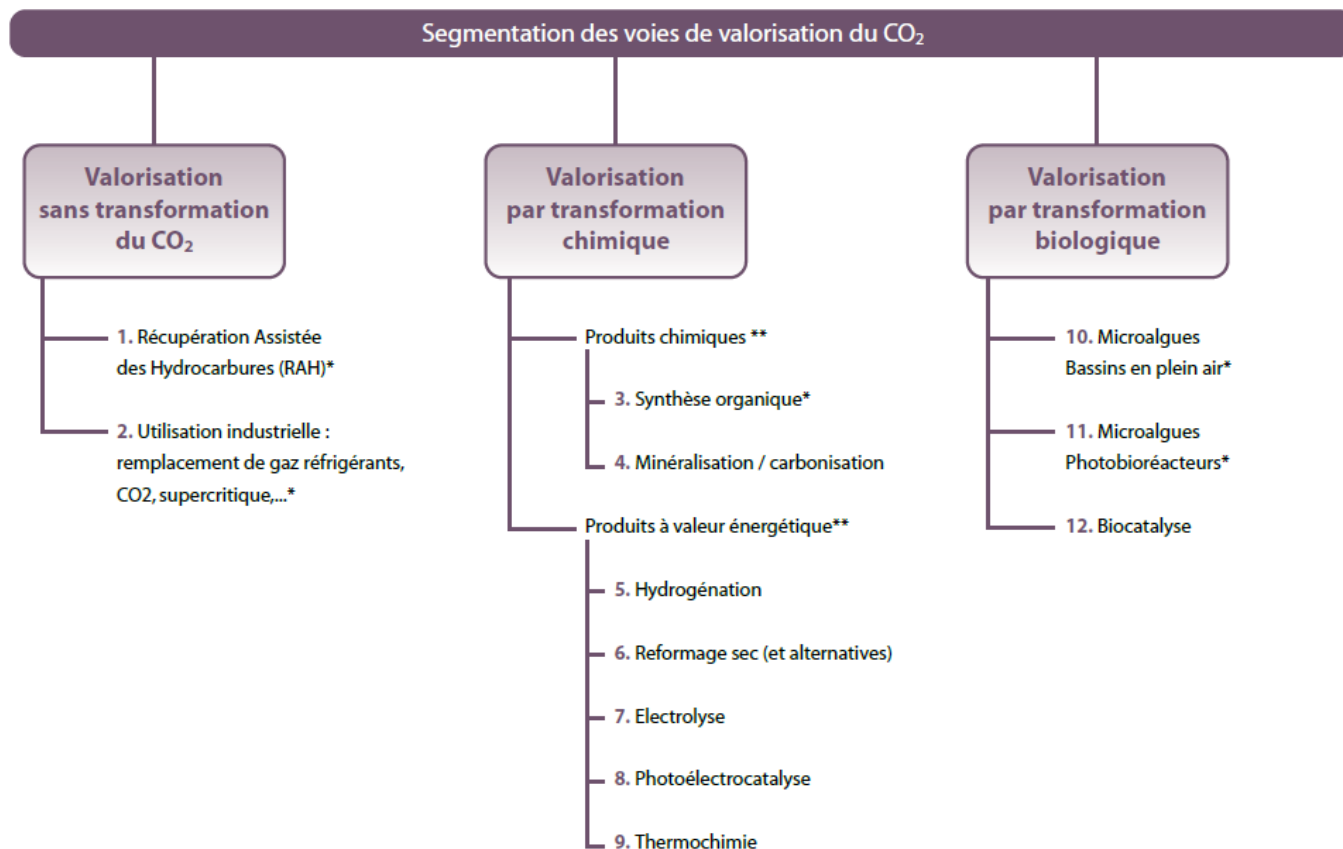 Segmentation des voies de valorisation du CO₂
Valorisation
sans transformation
du CO₂
1. Récupération Assistée
des Hydrocarbures (RAH)*
2. Utilisation industrielle :
remplacement de gaz réfrigérants,
CO2, supercritique,...*
Valorisation
par transformation
chimique
Produits chimiques **
3. Synthèse organique*
4. Minéralisation / carbonisation
Produits à valeur énergétique**
5. Hydrogénation
6. Reformage sec (et alternatives)
7. Electrolyse
8. Photoélectrocatalyse
9. Thermochimie
Valorisation
par transformation
biologique
10. Microalgues
Bassins en plein air*
11. Microalgues
Photobioréacteurs*
12. Biocatalyse